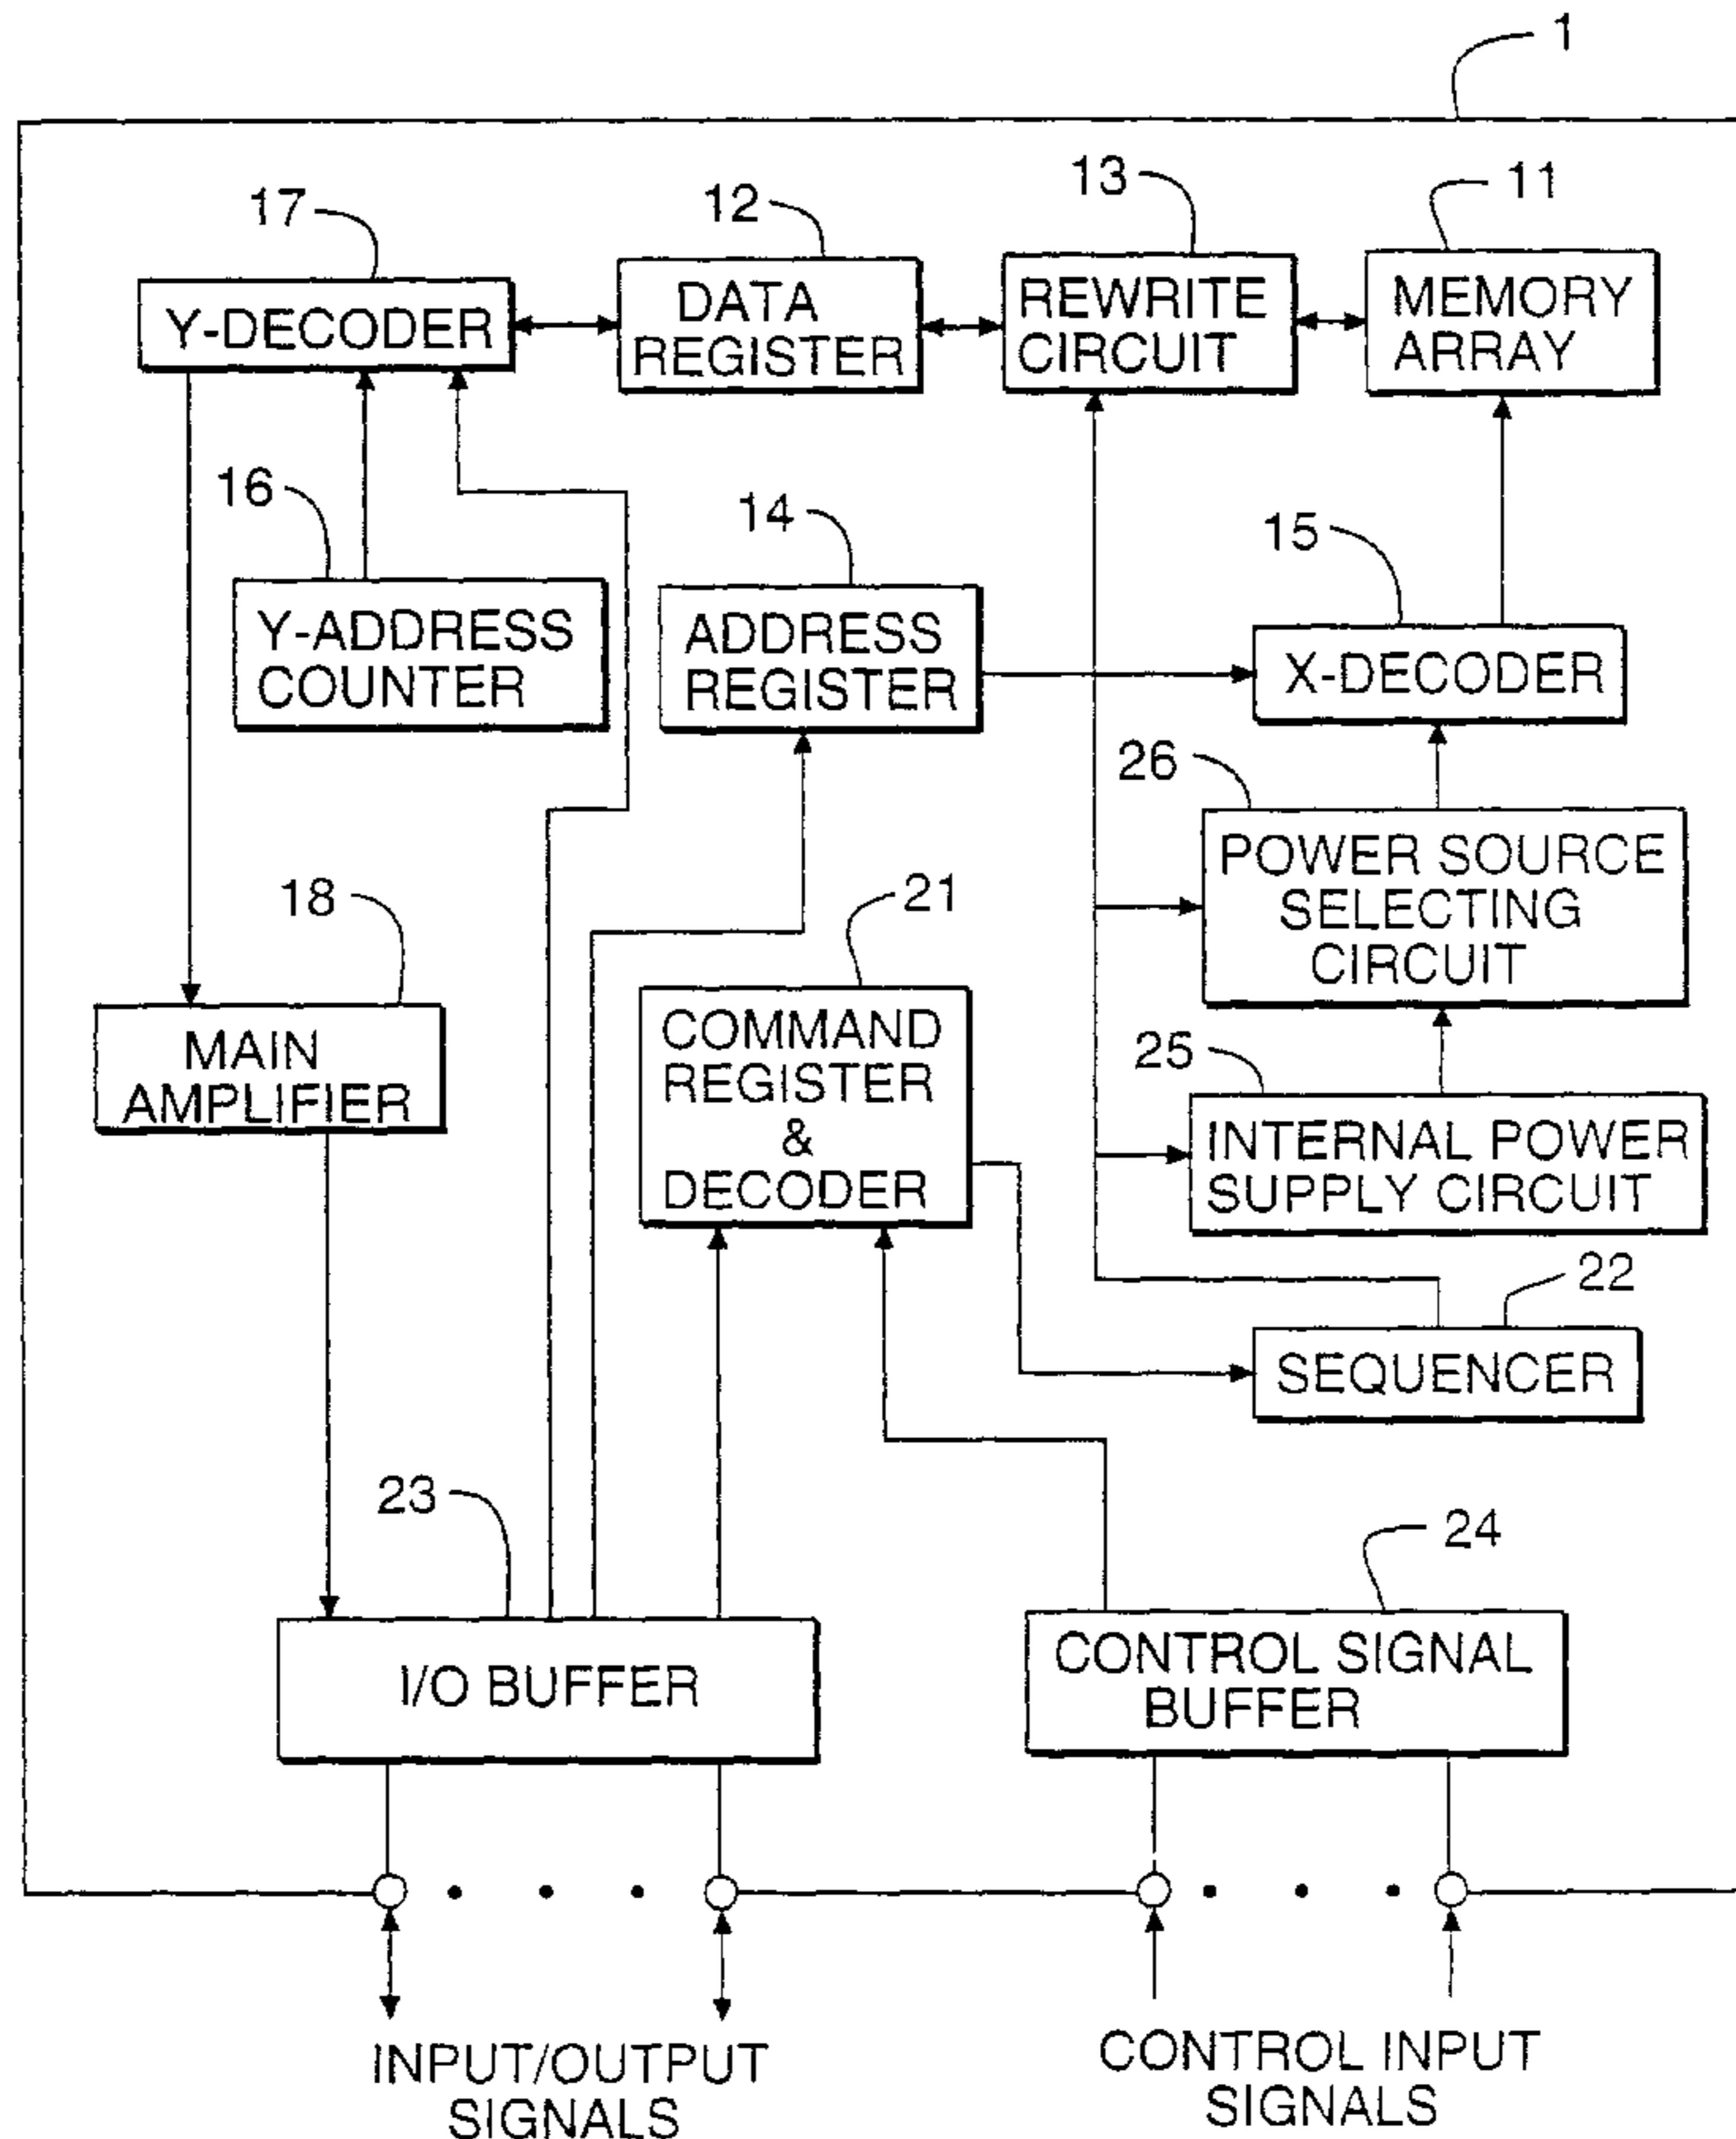 1
17
12
13
11
Y-DECODER
DATA
REGISTER
REWRITE
CIRCUIT
MEMORY
ARRAY
16
14
15
Y-ADDRESS
COUNTER
ADDRESS
REGISTER
X-DECODER
26
POWER SOURCE
SELECTING
CIRCUIT
18
21
MAIN
AMPLIFIER
COMMAND
REGISTER
&
DECODER
25
INTERNAL POWER
SUPPLY CIRCUIT
22
SEQUENCER
23
24
I/O BUFFER
CONTROL SIGNAL
BUFFER
INPUT/OUTPUT
SIGNALS
CONTROL INPUT
SIGNALS